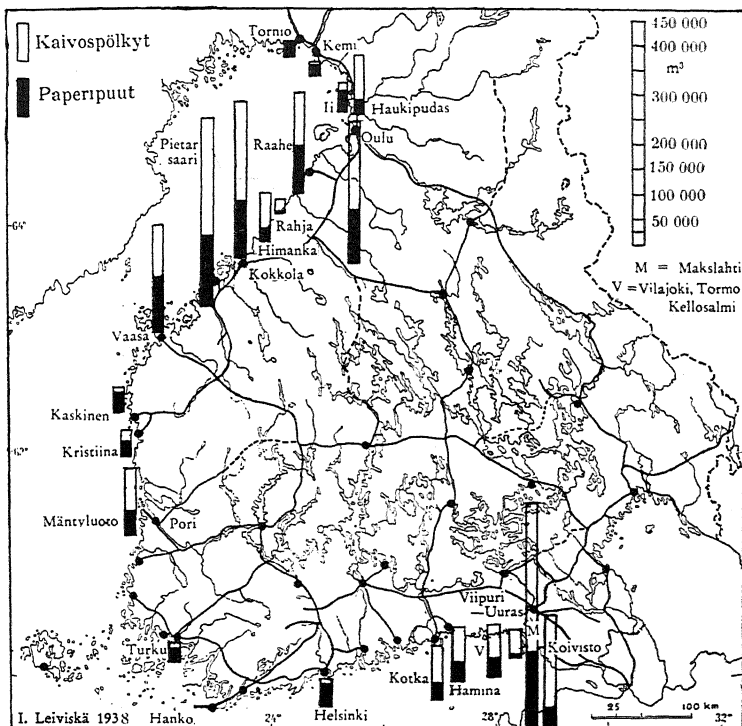 Kaivospölkyt
Paperipuut
Tornio
Kemi
Ii
Haukipudas
Oulu
Pietar
saari
Raahe
Rahja
Himanka
Kokkola
Vaasa
Kaskinen
Kristiina
Mäntyluoto
Pori
Turku
Hanko
Helsinki
Kotka
Hamina
V
Viipuri
Uuras
M
Koivisto
450 000
400 000
m³
300 000
200 000
150 000
100 000
50 000
M = Makslahti
V = Vilajoki, Tormo
Kellosalmi
64°
62°
24°
28°
32°
25 100 km
I. Leiviskä 1938